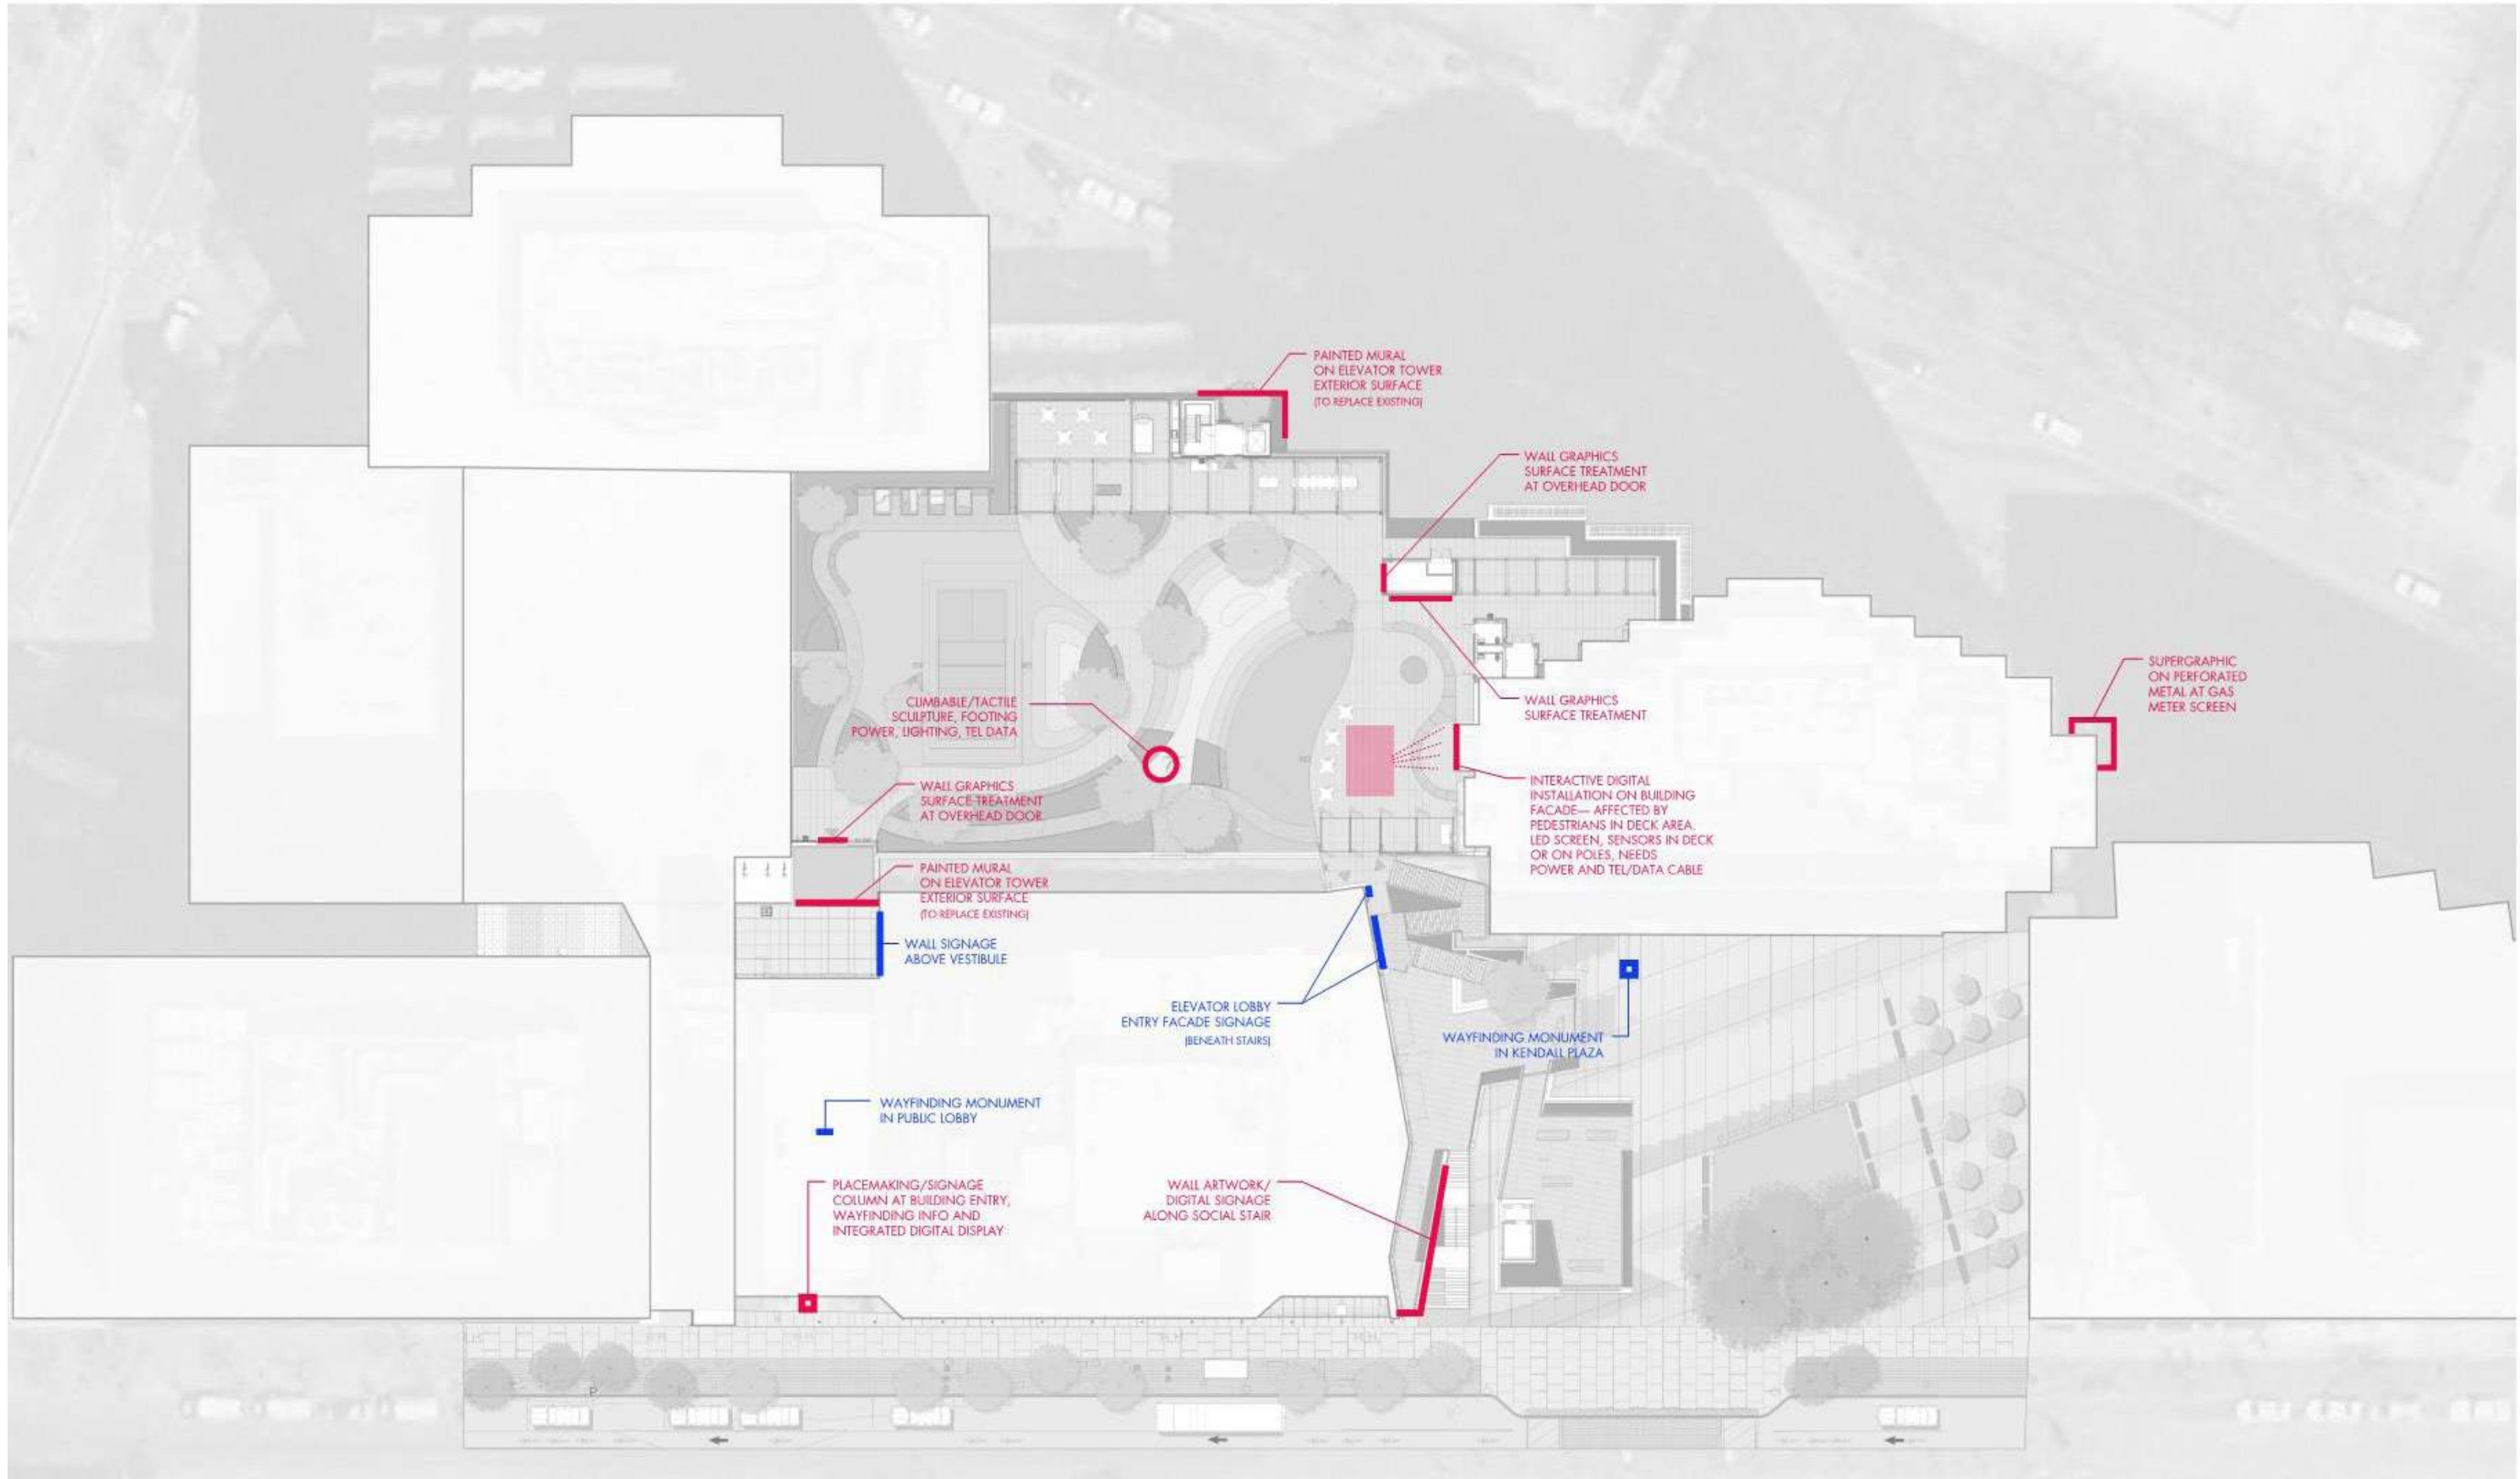 PAINTED MURAL
ON ELEVATOR TOWER
EXTERIOR SURFACE
(TO REPLACE EXISTING)
WALL GRAPHICS
SURFACE TREATMENT
AT OVERHEAD DOOR
SUPERGRAPHIC
ON PERFORATED
METAL AT GAS
METER SCREEN
CLIMBABLE/TACTILE
SCULPTURE, FOOTING
POWER, LIGHTING, TEL DATA
WALL GRAPHICS
SURFACE TREATMENT
WALL GRAPHICS
SURFACE TREATMENT
AT OVERHEAD DOOR
INTERACTIVE DIGITAL
INSTALLATION ON BUILDING
FACADE— AFFECTED BY
PEDESTRIANS IN DECK AREA.
LED SCREEN, SENSORS IN DECK
OR ON POLES, NEEDS
POWER AND TEL/DATA CABLE
PAINTED MURAL
ON ELEVATOR TOWER
EXTERIOR SURFACE
(TO REPLACE EXISTING)
WALL SIGNAGE
ABOVE VESTIBULE
ELEVATOR LOBBY
ENTRY FACADE SIGNAGE
(BENEATH STAIRS)
WAYFINDING MONUMENT
IN KENDALL PLAZA
WAYFINDING MONUMENT
IN PUBLIC LOBBY
PLACEMAKING/SIGNAGE
COLUMN AT BUILDING ENTRY,
WAYFINDING INFO AND
INTEGRATED DIGITAL DISPLAY
WALL ARTWORK/
DIGITAL SIGNAGE
ALONG SOCIAL STAIR